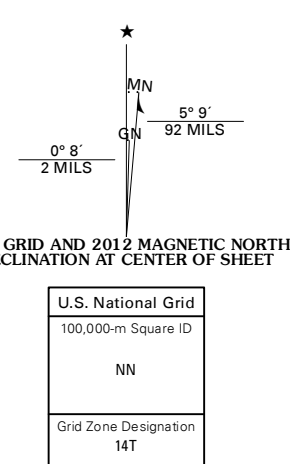 ★
MN
5° 9´
92 MILS
GN
0° 8´
2 MILS
GRID AND 2012 MAGNETIC NORTH
CLINATION AT CENTER OF SHEET
U.S. National Grid
100,000-m Square ID
NN
Grid Zone Designation
14T